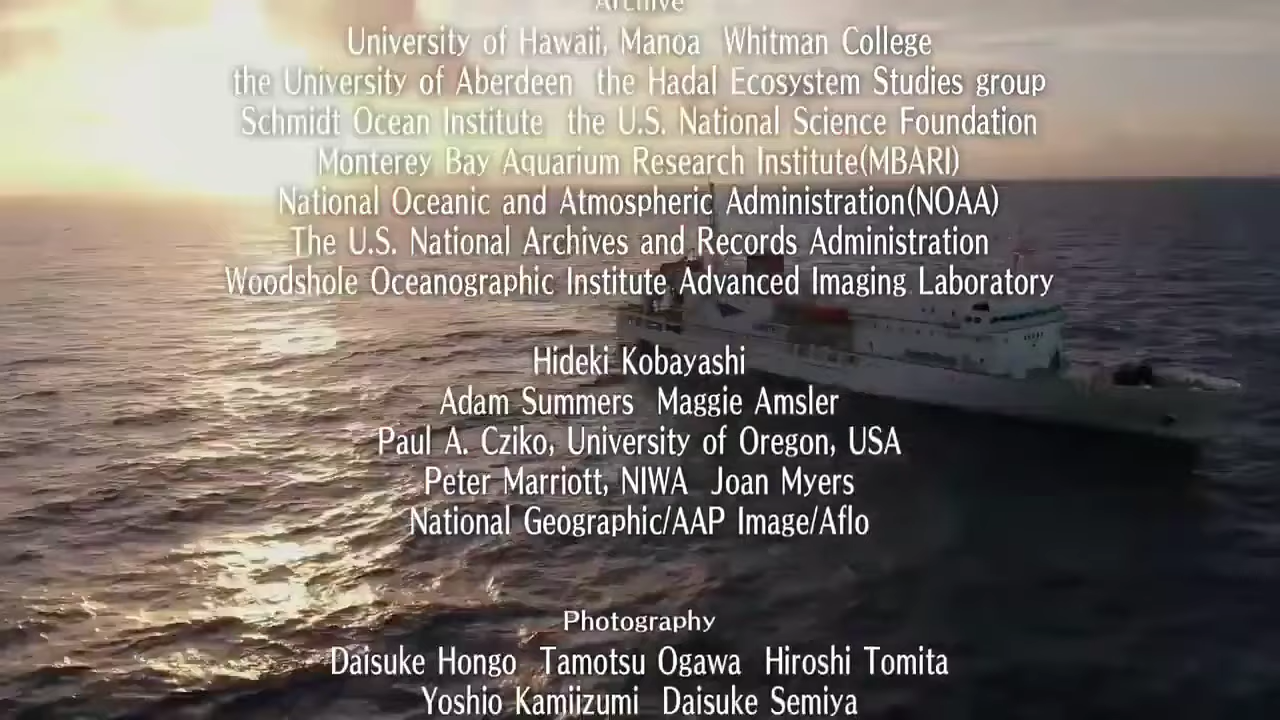 Archive
University of Hawaii, Manoa Whitman College
the University of Aberdeen the Hadal Ecosystem Studies group
Schmidt Ocean Institute the U.S. National Science Foundation
Monterey Bay Aquarium Research Institute(MBARI)
National Oceanic and Atmospheric Administration(NOAA)
The U.S. National Archives and Records Administration
Woodshole Oceanographic Institute Advanced Imaging Laboratory
Hideki Kobayashi
Adam Summers Maggie Amsler
Paul A. Cziko, University of Oregon, USA
Peter Marriott, NIWA Joan Myers
National Geographic/AAP Image/Aflo
Photography
Daisuke Hongo Tamotsu Ogawa Hiroshi Tomita
Yoshio Kamiizumi Daisuke Semiya